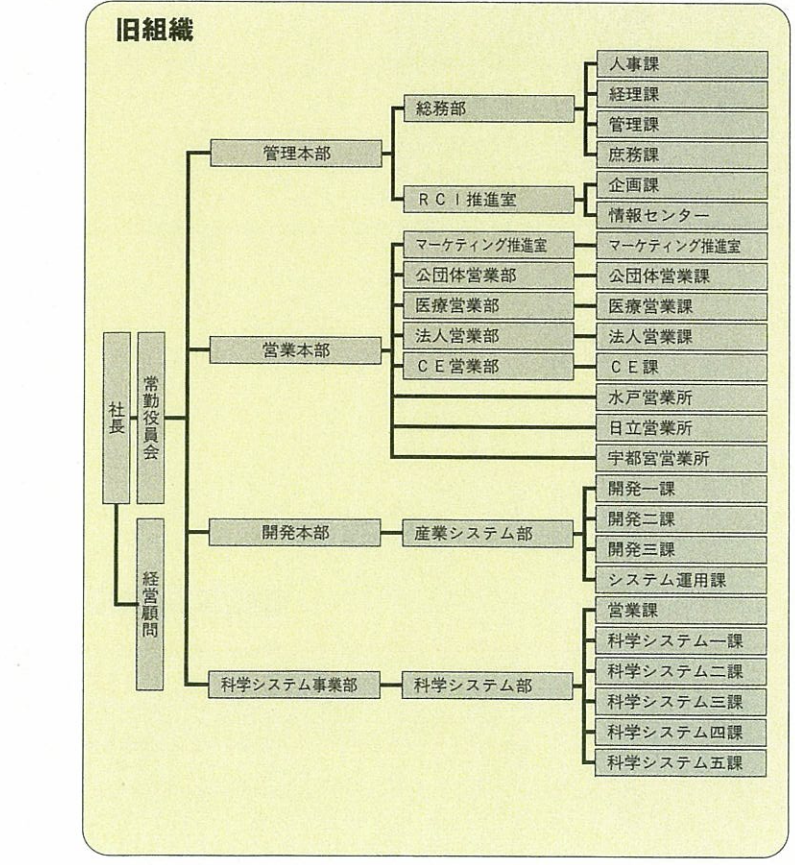 旧組織
社長
常勤役員会
経営顧問
管理本部
総務部
人事課
経理課
管理課
庶務課
RCI推進室
企画課
情報センター
営業本部
マーケティング推進室
マーケティング推進室
公団体営業部
公団体営業課
医療営業部
医療営業課
法人営業部
法人営業課
CE営業部
CE課
水戸営業所
日立営業所
宇都宮営業所
開発本部
産業システム部
開発一課
開発二課
開発三課
システム運用課
科学システム事業部
科学システム部
営業課
科学システム一課
科学システム二課
科学システム三課
科学システム四課
科学システム五課